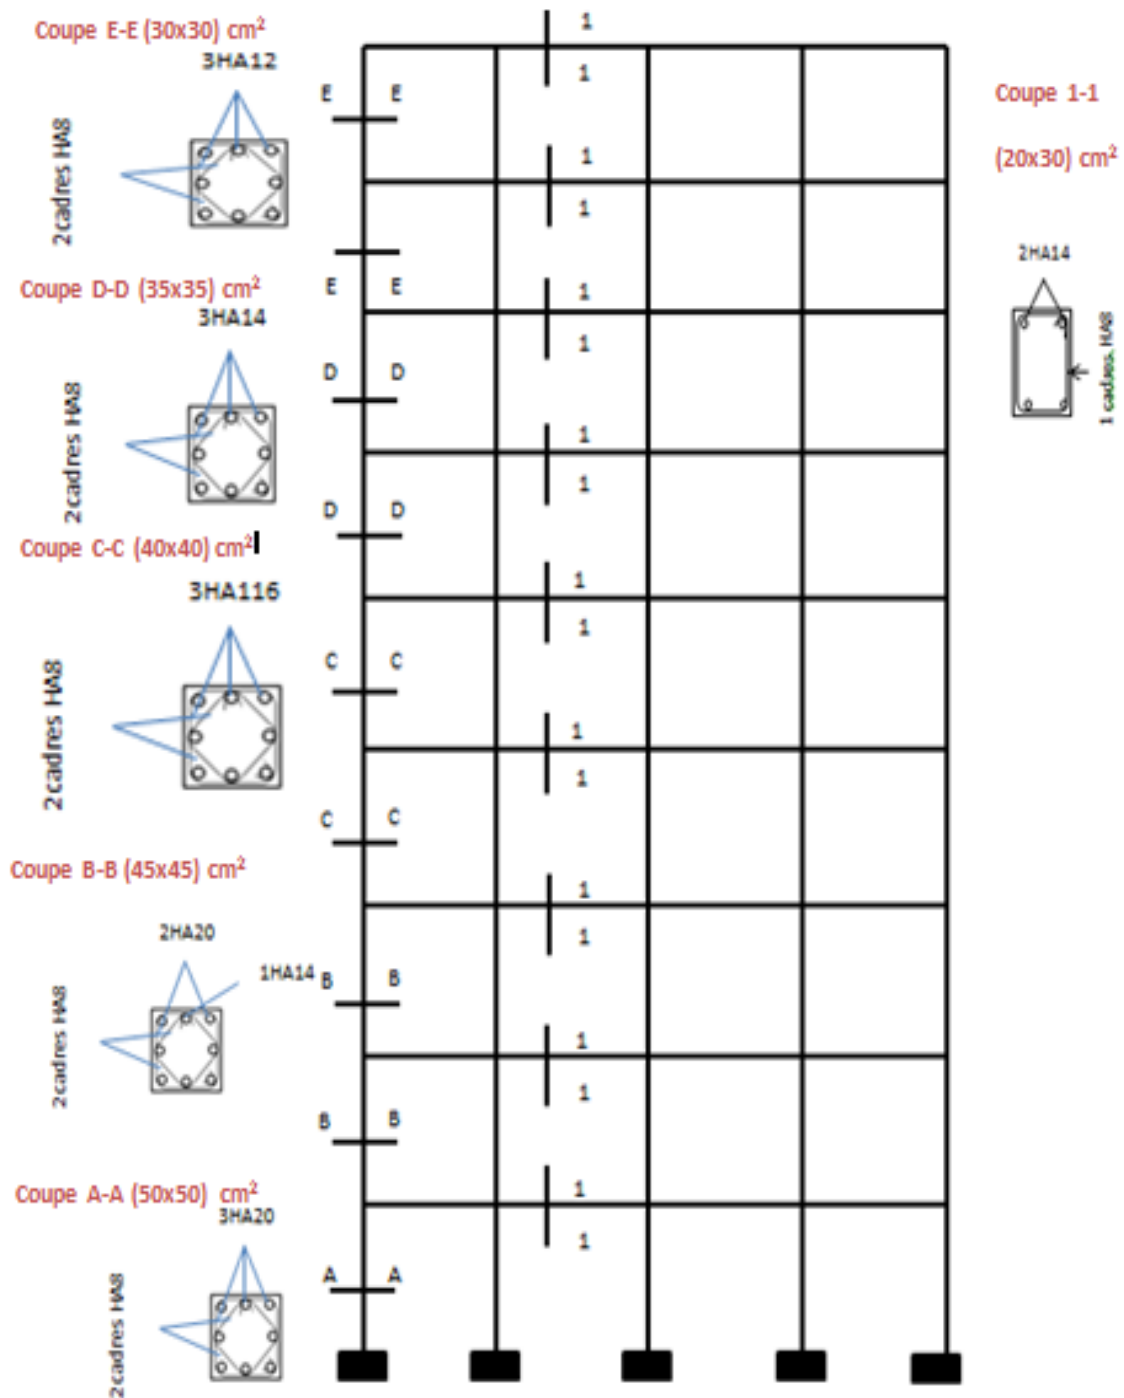 Coupe E-E (30x30) cm²
3HA12
2cadres HA8
Coupe D-D (35x35) cm²
3HA14
2cadres HA8
Coupe C-C (40x40) cm²
3HA116
2cadres HA8
Coupe B-B (45x45) cm²
2HA20
1HA14
2cadres HA8
Coupe A-A (50x50) cm²
3HA20
2cadres HA8
1
1
E E
1
1
E E
1
1
D D
1
1
D D
1
1
C C
1
1
C C
1
1
B B
1
1
B B
1
1
A A
Coupe 1-1
(20x30) cm²
2HA14
1 cadres. HA8